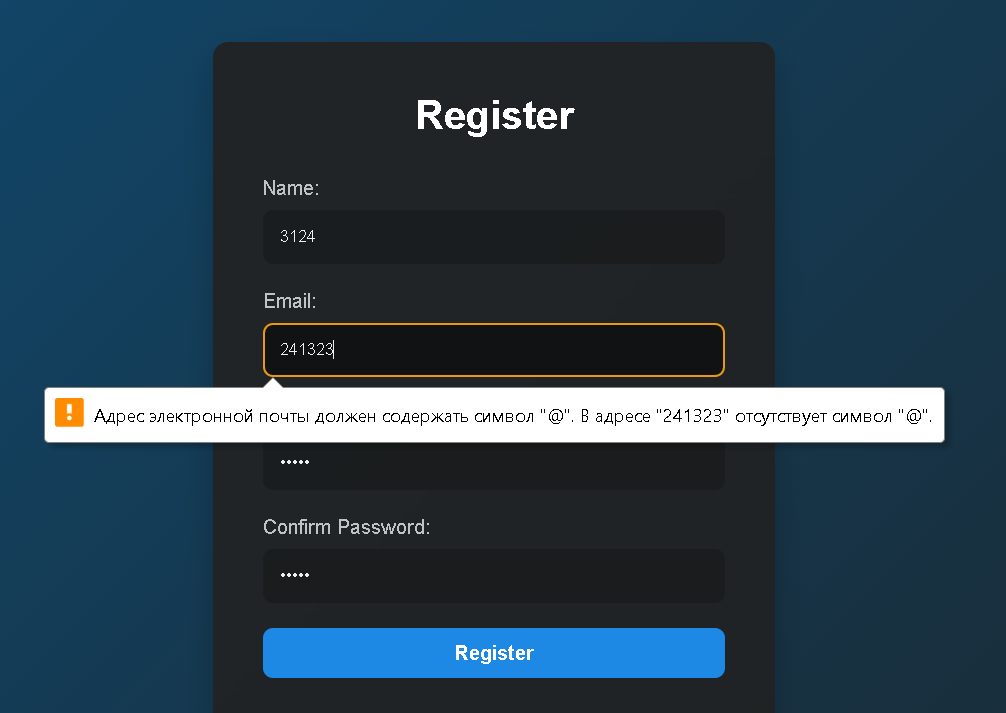 Register
Name:
3124
Email:
241323
Адрес электронной почты должен содержать символ "@". В адресе "241323" отсутствует символ "@".
•••••
Confirm Password:
•••••
Register